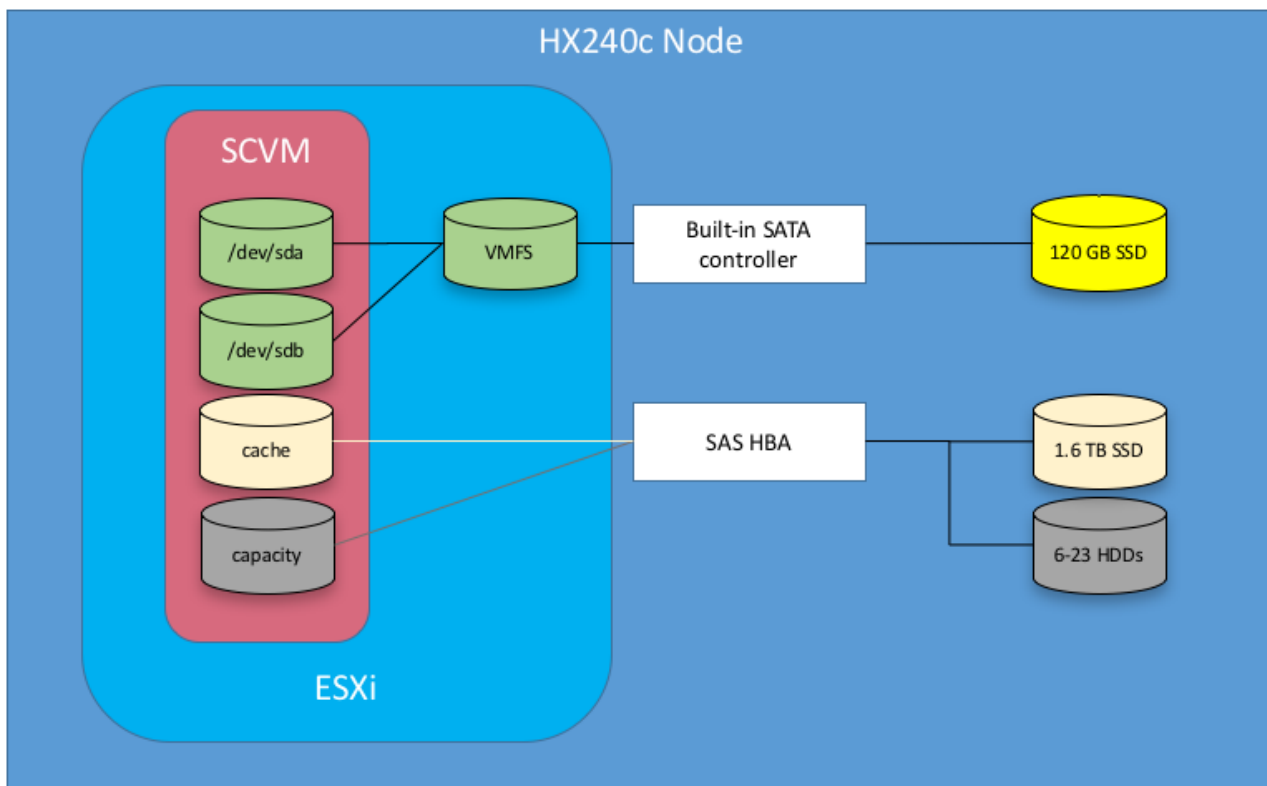 HX240c Node
SCVM
/dev/sda
VMFS
Built-in SATA
controller
120 GB SSD
/dev/sdb
cache
SAS HBA
1.6 TB SSD
capacity
6-23 HDDs
ESXi